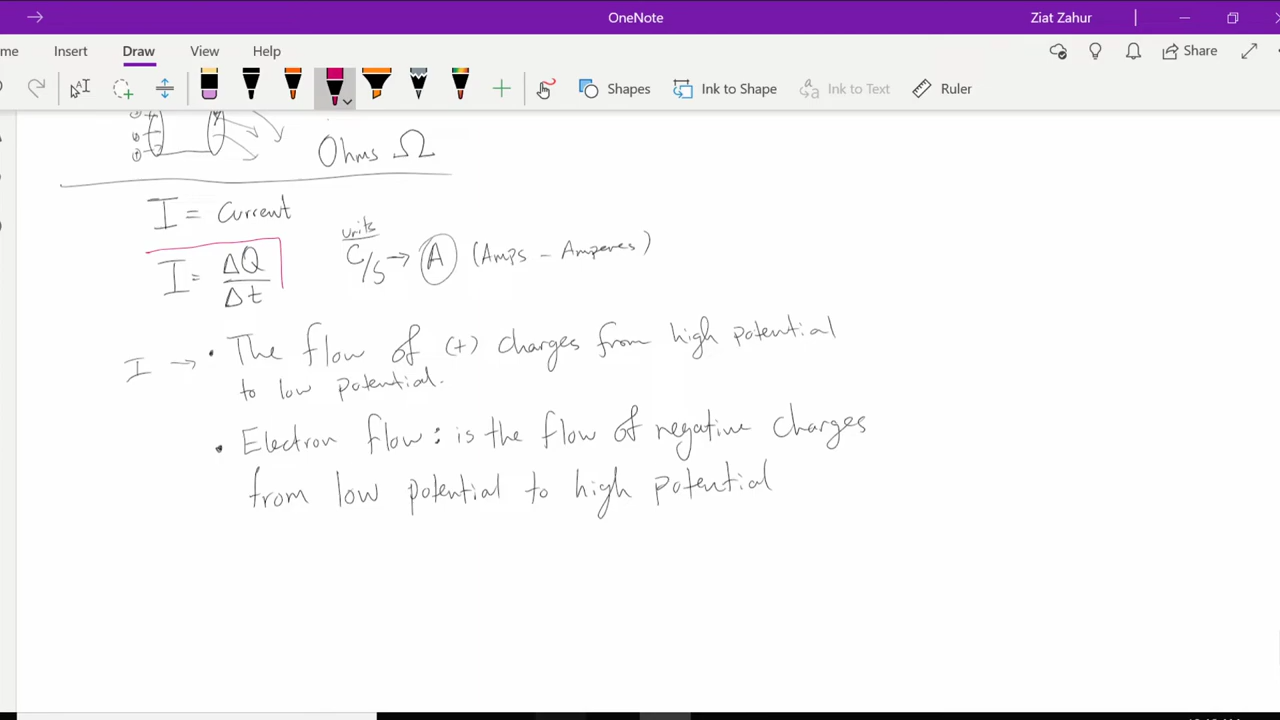 OneNote
Ziat Zahur
me Insert Draw View Help
Share
Shapes Ink to Shape Ink to Text Ruler
Ohms Ω
I = Current
units
I = ΔQ/Δt C/S → A (Amps - Amperes)
I → • The flow of (+) charges from high potential
to low potential.
• Electron flow: is the flow of negative charges
from low potential to high potential